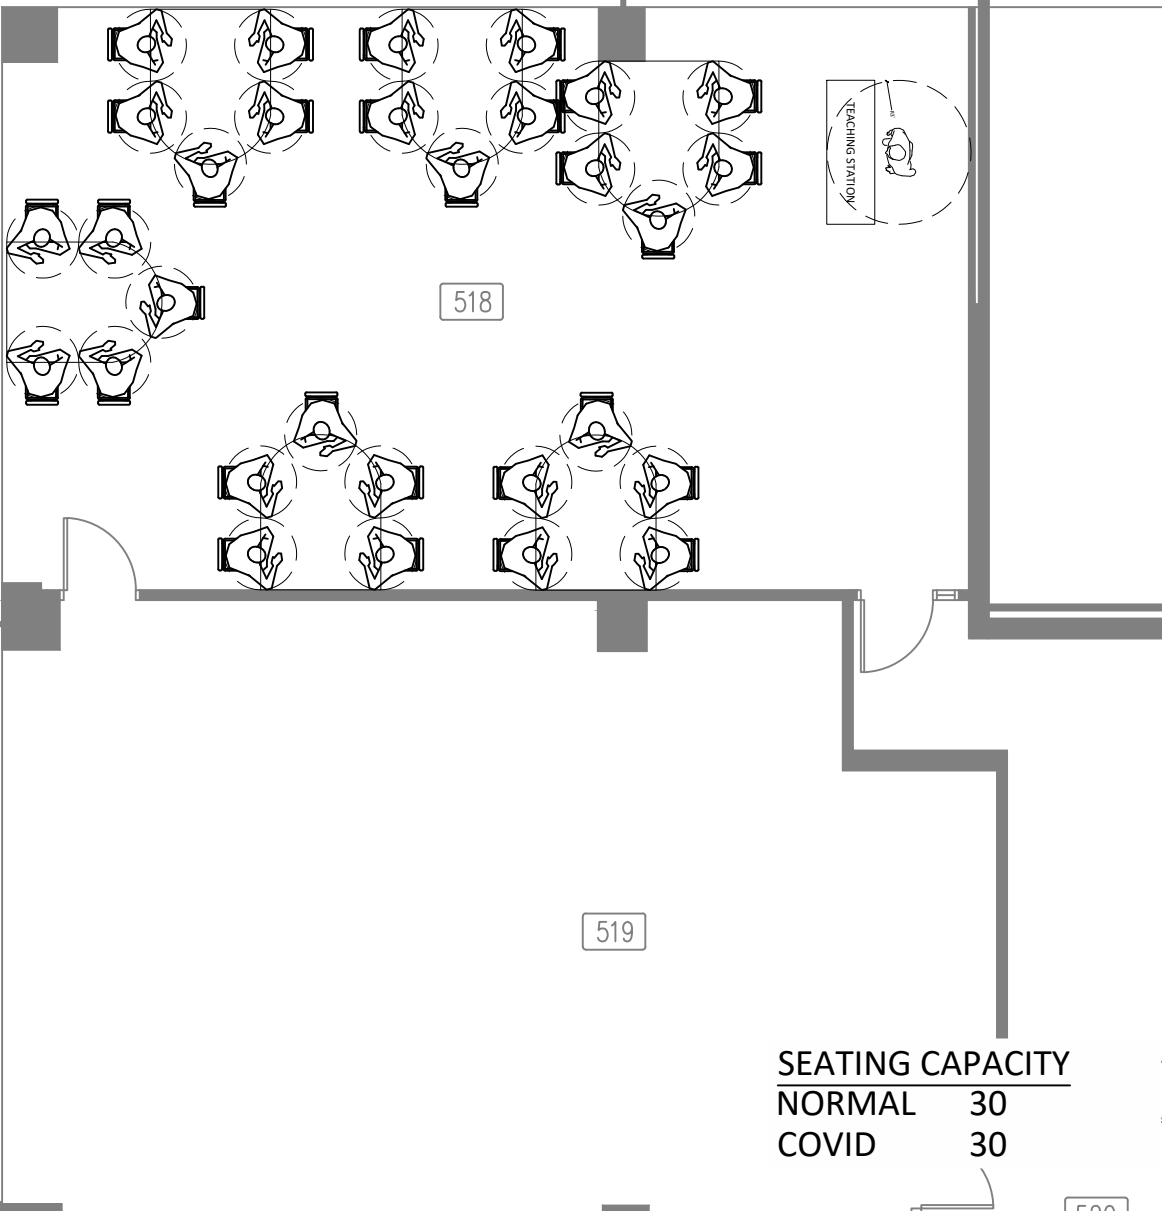 TEACHING STATION
518
519
SEATING CAPACITY
NORMAL 30
COVID 30